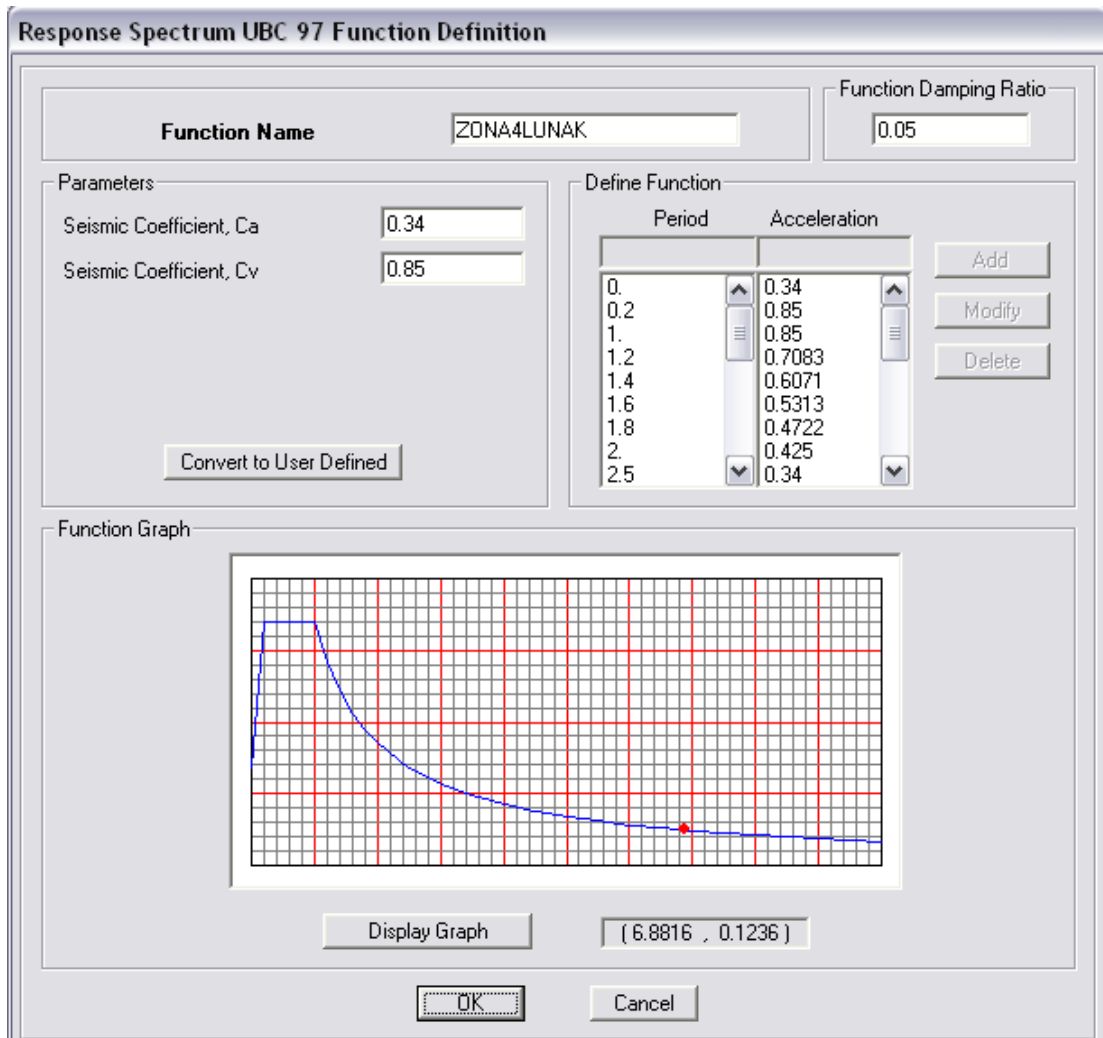 Response Spectrum UBC 97 Function Definition
Function Name
ZONA4LUNAK
Function Damping Ratio
0.05
Parameters
Seismic Coefficient, Ca
0.34
Seismic Coefficient, Cv
0.85
Convert to User Defined
Define Function
Period Acceleration
0. 0.34
0.2 0.85
1. 0.85
1.2 0.7083
1.4 0.6071
1.6 0.5313
1.8 0.4722
2. 0.425
2.5 0.34
Add
Modify
Delete
Function Graph
Display Graph
( 6.8816 , 0.1236 )
OK
Cancel